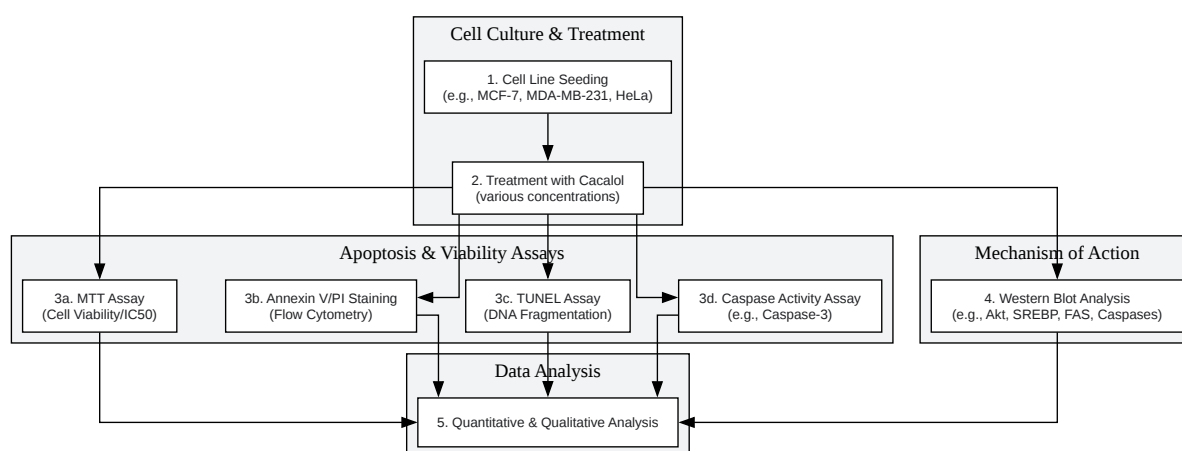 Cell Culture & Treatment
1. Cell Line Seeding
(e.g., MCF-7, MDA-MB-231, HeLa)
2. Treatment with Cacalol
(various concentrations)
Apoptosis & Viability Assays
Mechanism of Action
3a. MTT Assay
(Cell Viability/IC50)
3b. Annexin V/PI Staining
(Flow Cytometry)
3c. TUNEL Assay
(DNA Fragmentation)
3d. Caspase Activity Assay
(e.g., Caspase-3)
4. Western Blot Analysis
(e.g., Akt, SREBP, FAS, Caspases)
Data Analysis
5. Quantitative & Qualitative Analysis